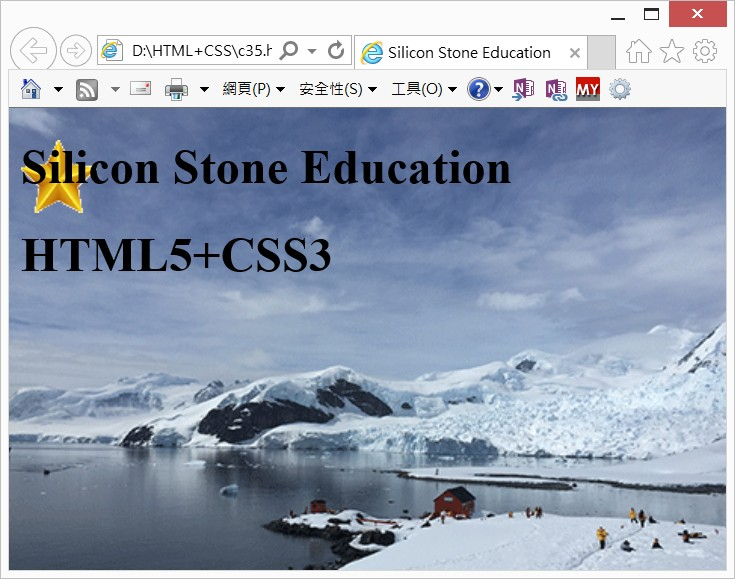 D:\HTML+CSS\c35.h
Silicon Stone Education
網頁(P) 安全性(S) 工具(O) ? N N MY
Silicon Stone Education
HTML5+CSS3